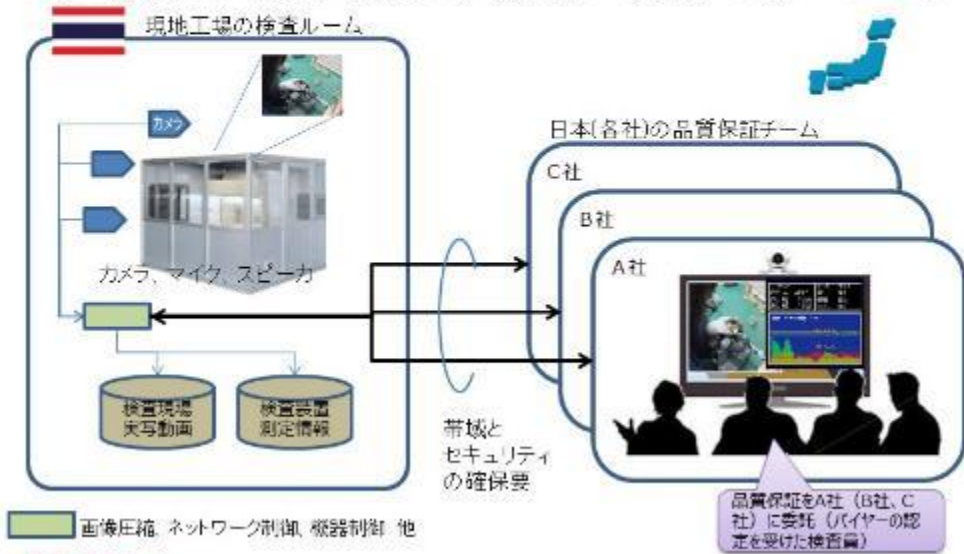 現地工場の検査ルーム
カメラ
カメラ、マイク、スピーカ
検査現場
実写動画
検査装置
測定情報
画像圧縮、ネットワーク制御、機器制御 他
帯域と
セキュリティ
の確保要
日本(各社)の品質保証チーム
C社
B社
A社
品質保証をA社(B社、C
社)に委託(バイヤーの認
定を受けた検査員)